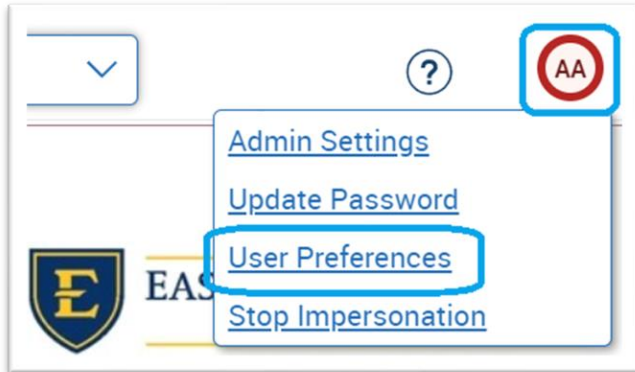 ? AA
Admin Settings
Update Password
User Preferences
E EAS
Stop Impersonation